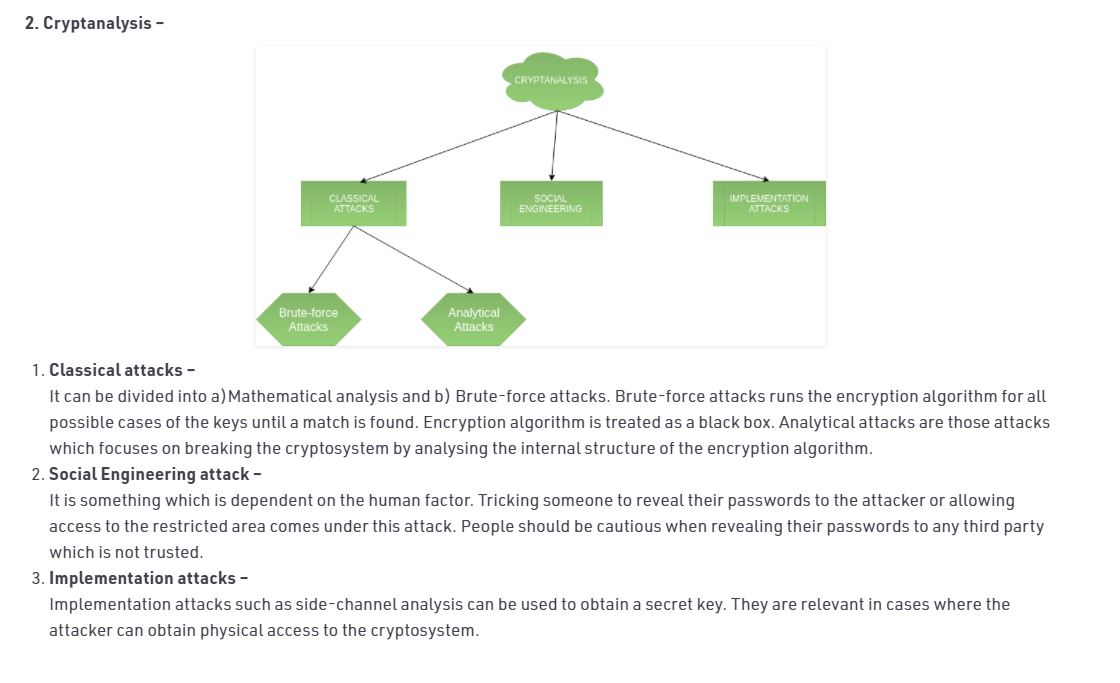 2. Cryptanalysis –
CRYPTANALYSIS
CLASSICAL
ATTACKS
SOCIAL
ENGINEERING
IMPLEMENTATION
ATTACKS
Brute-force
Attacks
Analytical
Attacks
1. Classical attacks –
It can be divided into a)Mathematical analysis and b) Brute-force attacks. Brute-force attacks runs the encryption algorithm for all
possible cases of the keys until a match is found. Encryption algorithm is treated as a black box. Analytical attacks are those attacks
which focuses on breaking the cryptosystem by analysing the internal structure of the encryption algorithm.
2. Social Engineering attack –
It is something which is dependent on the human factor. Tricking someone to reveal their passwords to the attacker or allowing
access to the restricted area comes under this attack. People should be cautious when revealing their passwords to any third party
which is not trusted.
3. Implementation attacks –
Implementation attacks such as side-channel analysis can be used to obtain a secret key. They are relevant in cases where the
attacker can obtain physical access to the cryptosystem.